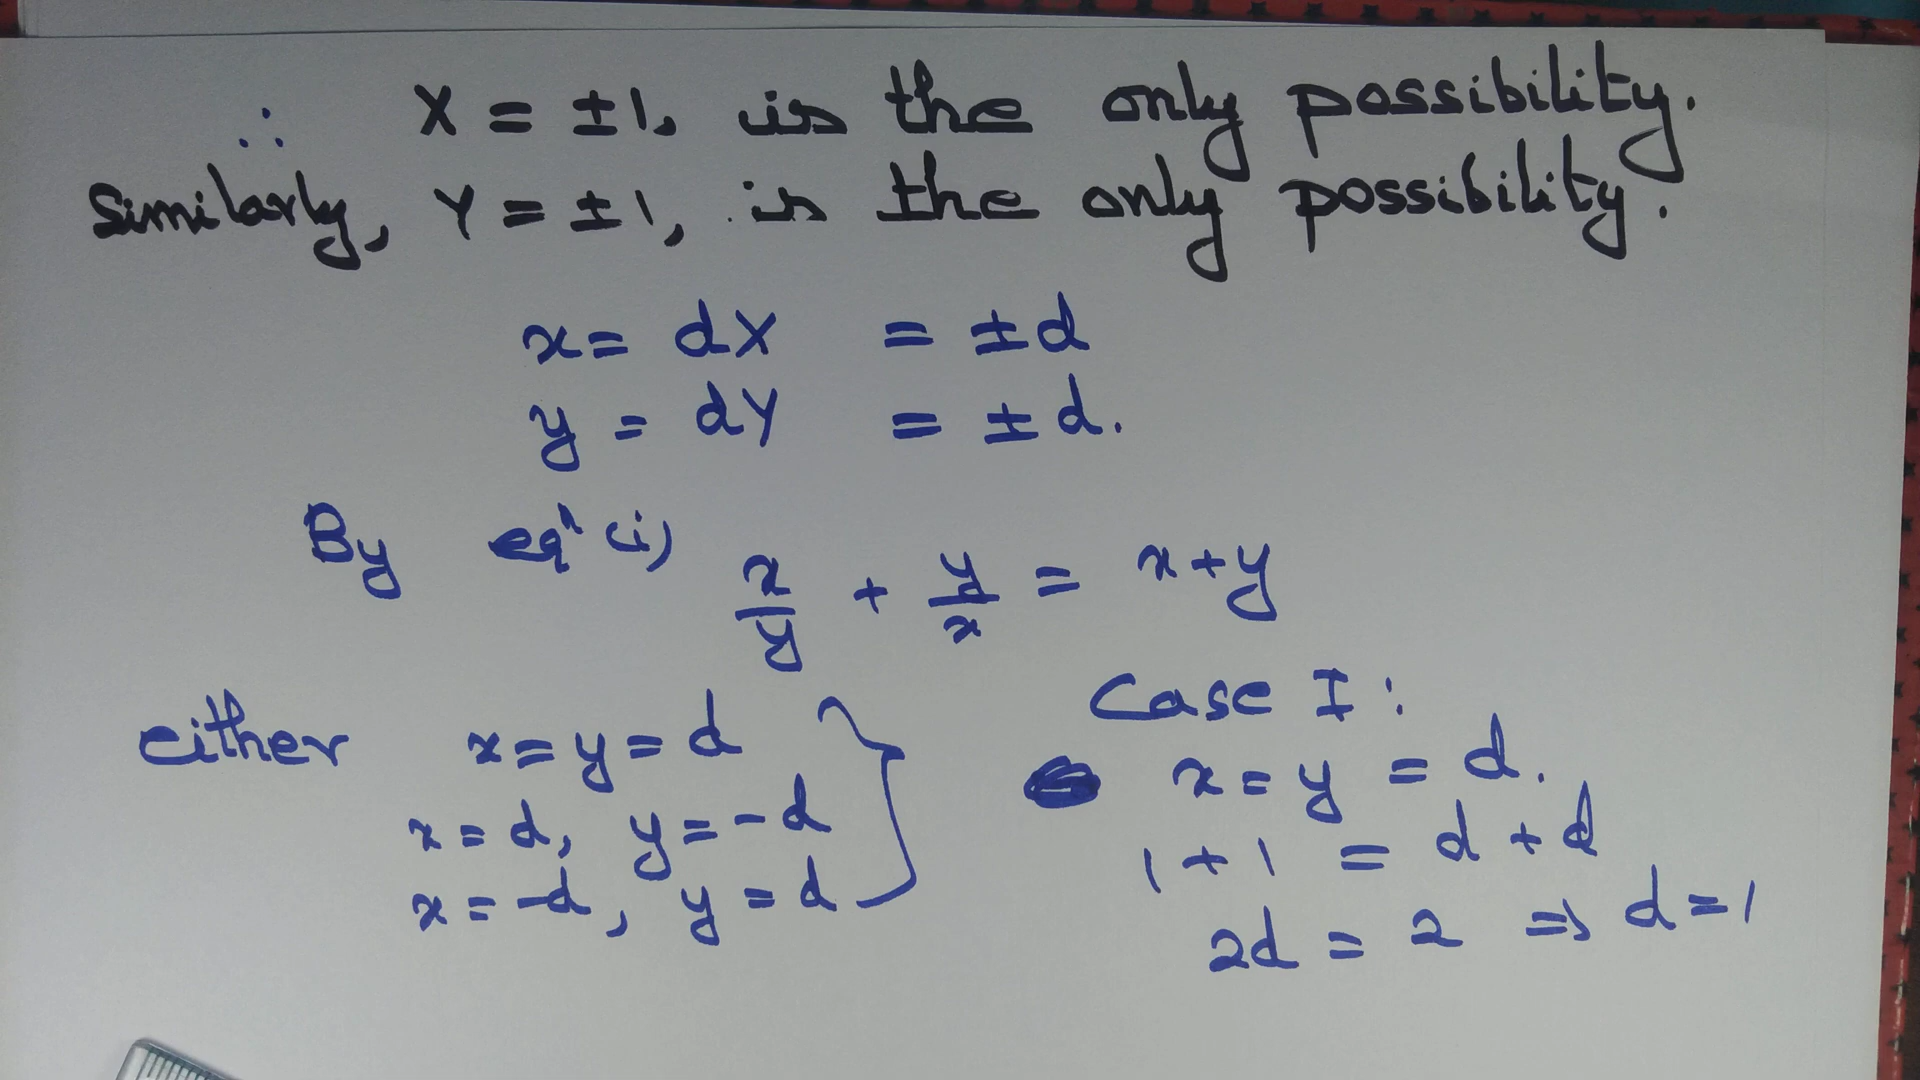 ∴ X = ±1, is the only possibility.
Similarly, Y = ±1, is the only possibility.
x = dX = ±d
y = dY = ±d.
By eqⁿ (i)
x/y + y/x = x+y
either x=y=d
x=d, y=-d
x=-d, y=d
Case I:
x=y=d.
1+1 = d+d
2d = 2 ⇒ d=1